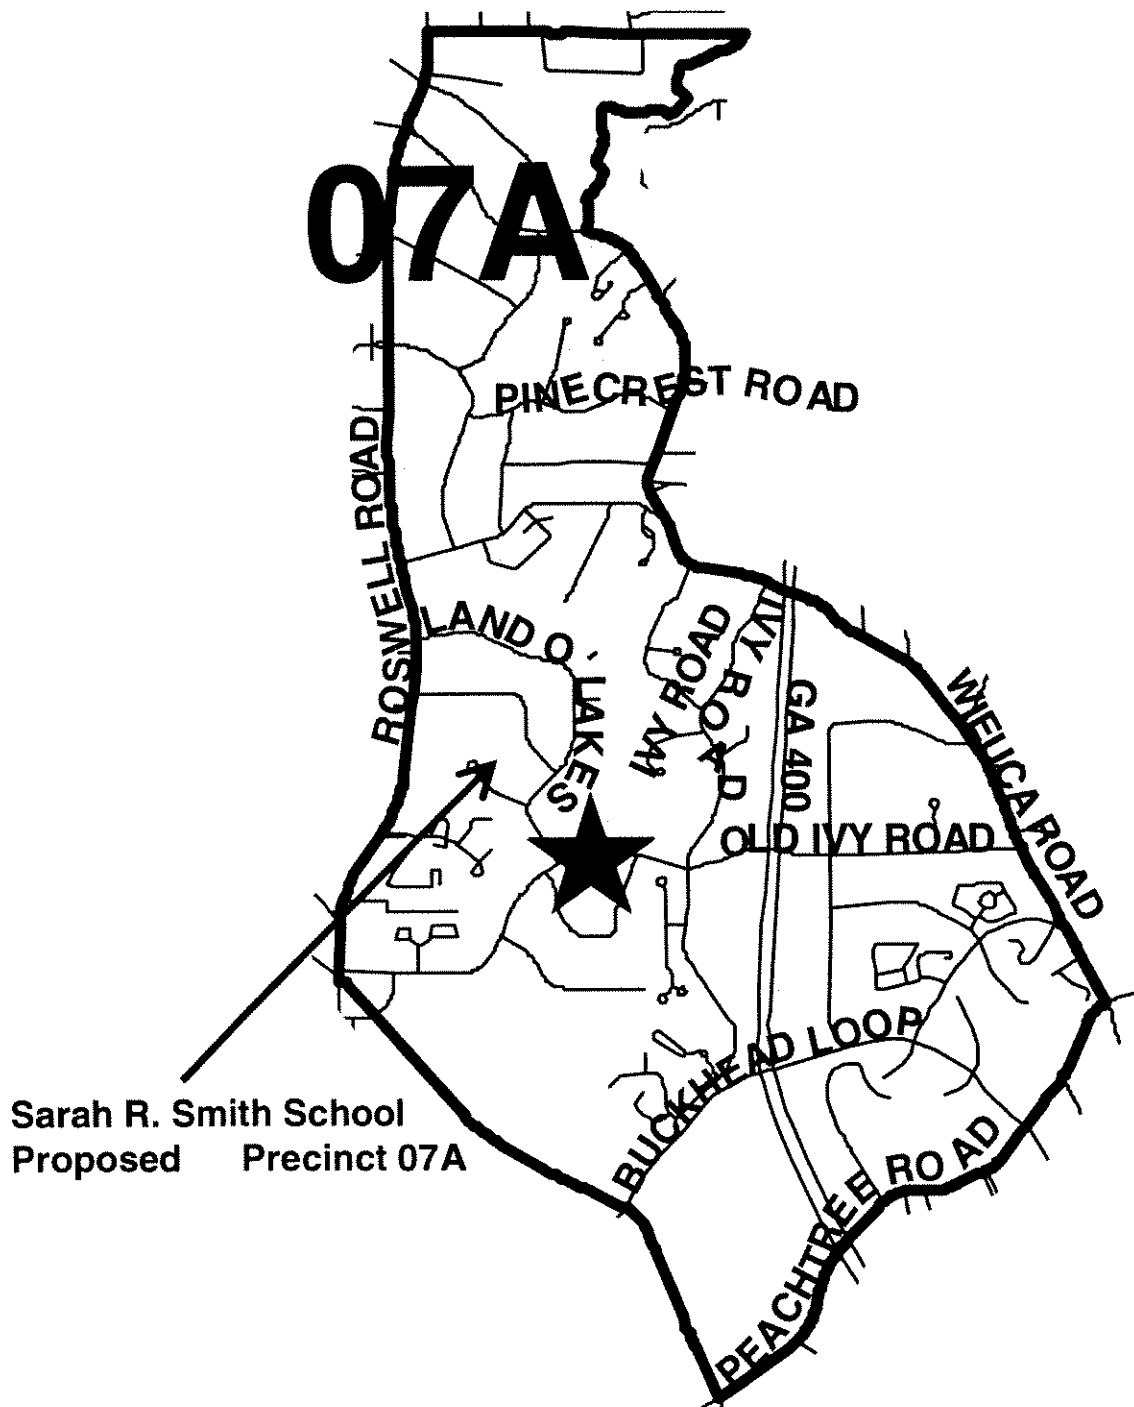 07A
PINECREST ROAD
ROSWELL ROAD
LAND O' LAKES
IVY ROAD
IVY ROAD
GA 400
WIEUCA ROAD
OLD IVY ROAD
BUCKHEAD LOOP
Sarah R. Smith School
Proposed Precinct 07A
PEACHTREE ROAD